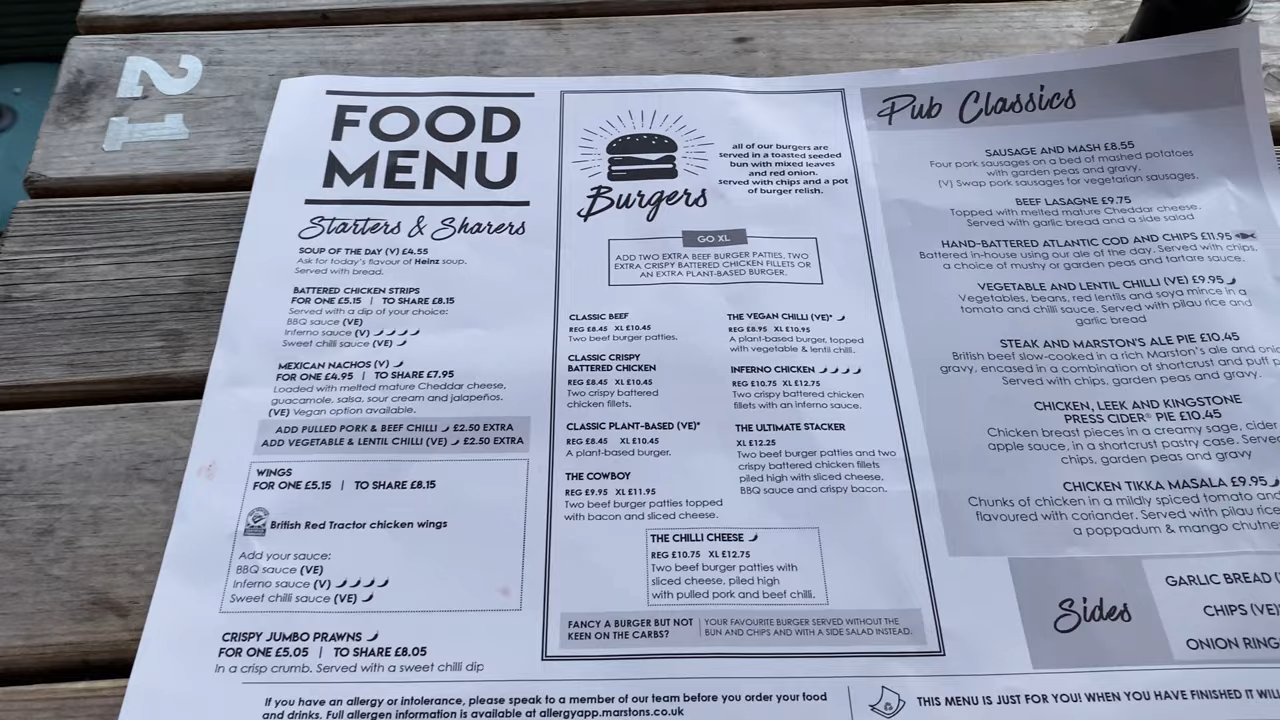 21
FOOD
MENU
Starters & Sharers
SOUP OF THE DAY (V) £4.55
Ask for today's flavour of Heinz soup.
Served with bread.
BATTERED CHICKEN STRIPS
FOR ONE £5.15 | TO SHARE £8.15
Served with a dip of your choice:
BBQ sauce (VE)
Inferno sauce (V)
Sweet chilli sauce (VE)
MEXICAN NACHOS (V)
FOR ONE £4.95 | TO SHARE £7.95
Loaded with melted mature Cheddar cheese,
guacamole, salsa, sour cream and jalapeños.
(VE) Vegan option available.
ADD PULLED PORK & BEEF CHILLI £2.50 EXTRA
ADD VEGETABLE & LENTIL CHILLI (VE) £2.50 EXTRA
WINGS
FOR ONE £5.15 | TO SHARE £8.15
British Red Tractor chicken wings
Add your sauce:
BBQ sauce (VE)
Inferno sauce (V)
Sweet chilli sauce (VE)
CRISPY JUMBO PRAWNS
FOR ONE £5.05 | TO SHARE £8.05
In a crisp crumb. Served with a sweet chilli dip
Burgers
all of our burgers are
served in a toasted seeded
bun with mixed leaves
and red onion.
served with chips and a pot
of burger relish.
GO XL
ADD TWO EXTRA BEEF BURGER PATTIES, TWO
EXTRA CRISPY BATTERED CHICKEN FILLETS OR
AN EXTRA PLANT-BASED BURGER.
CLASSIC BEEF
REG £8.45 XL £10.45
Two beef burger patties.
CLASSIC CRISPY
BATTERED CHICKEN
REG £8.45 XL £10.45
Two crispy battered
chicken fillets.
CLASSIC PLANT-BASED (VE)*
REG £8.45 XL £10.45
A plant-based burger.
THE COWBOY
REG £9.95 XL £11.95
Two beef burger patties topped
with bacon and sliced cheese.
THE VEGAN CHILLI (VE)*
REG £8.95 XL £10.95
A plant-based burger, topped
with vegetable & lentil chilli.
INFERNO CHICKEN
REG £10.75 XL £12.75
Two crispy battered chicken
fillets with an inferno sauce.
THE ULTIMATE STACKER
XL £12.25
Two beef burger patties and two
crispy battered chicken fillets
piled high with sliced cheese,
BBQ sauce and crispy bacon.
THE CHILLI CHEESE
REG £10.75 XL £12.75
Two beef burger patties with
sliced cheese, piled high
with pulled pork and beef chilli.
FANCY A BURGER BUT NOT
KEEN ON THE CARBS?
YOUR FAVOURITE BURGER SERVED WITHOUT THE
BUN AND CHIPS AND WITH A SIDE SALAD INSTEAD.
Pub Classics
SAUSAGE AND MASH £8.55
Four pork sausages on a bed of mashed potatoes
with garden peas and gravy.
(V) Swap pork sausages for vegetarian sausages.
BEEF LASAGNE £9.75
Topped with melted mature Cheddar cheese.
Served with garlic bread and a side salad
HAND-BATTERED ATLANTIC COD AND CHIPS £11.95
Battered in-house using our ale of the day. Served with chips,
a choice of mushy or garden peas and tartare sauce.
VEGETABLE AND LENTIL CHILLI (VE) £9.95
Vegetables, beans, red lentils and soya mince in a
tomato and chilli sauce. Served with pilau rice and
garlic bread
STEAK AND MARSTON'S ALE PIE £10.45
British beef slow-cooked in a rich Marston's ale and
gravy, encased in a combination of shortcrust and
Served with chips, garden peas and gravy.
CHICKEN, LEEK AND KINGSTONE
PRESS CIDER® PIE £10.45
Chicken breast pieces in a creamy sage, cider
apple sauce, in a shortcrust pastry case.
chips, garden peas and gravy
CHICKEN TIKKA MASALA £9.95
Chunks of chicken in a mildly spiced tomato and
flavoured with coriander. Served with pilau rice
a poppadum & mango
Sides
GARLIC BREAD
CHIPS (VE)
ONION
If you have an allergy or intolerance, please speak to a member of our team before you order your food
and drinks. Full allergen information is available at allergyapp.marstons.co.uk
THIS MENU IS JUST FOR YOU! WHEN YOU HAVE FINISHED IT